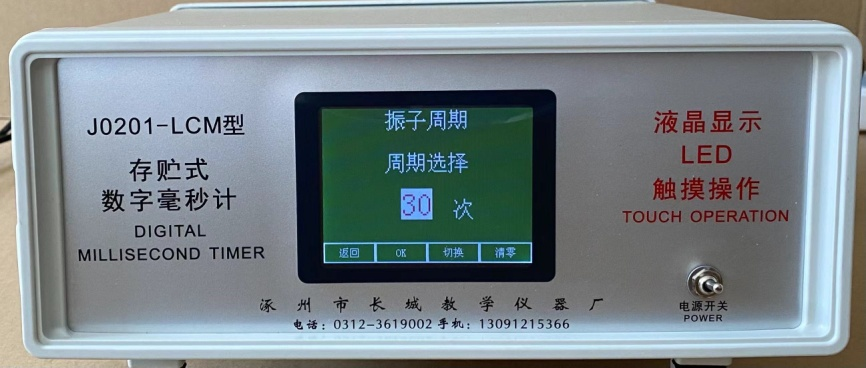 J0201-LCM型
存贮式
数字毫秒计
DIGITAL
MILLISECOND TIMER
振子周期
周期选择
30 次
返回 OK 切换 清零
液晶显示
LED
触摸操作
TOUCH OPERATION
电源开关
POWER
涿州市长城教学仪器厂
电话：0312-3619002 手机：13091215366